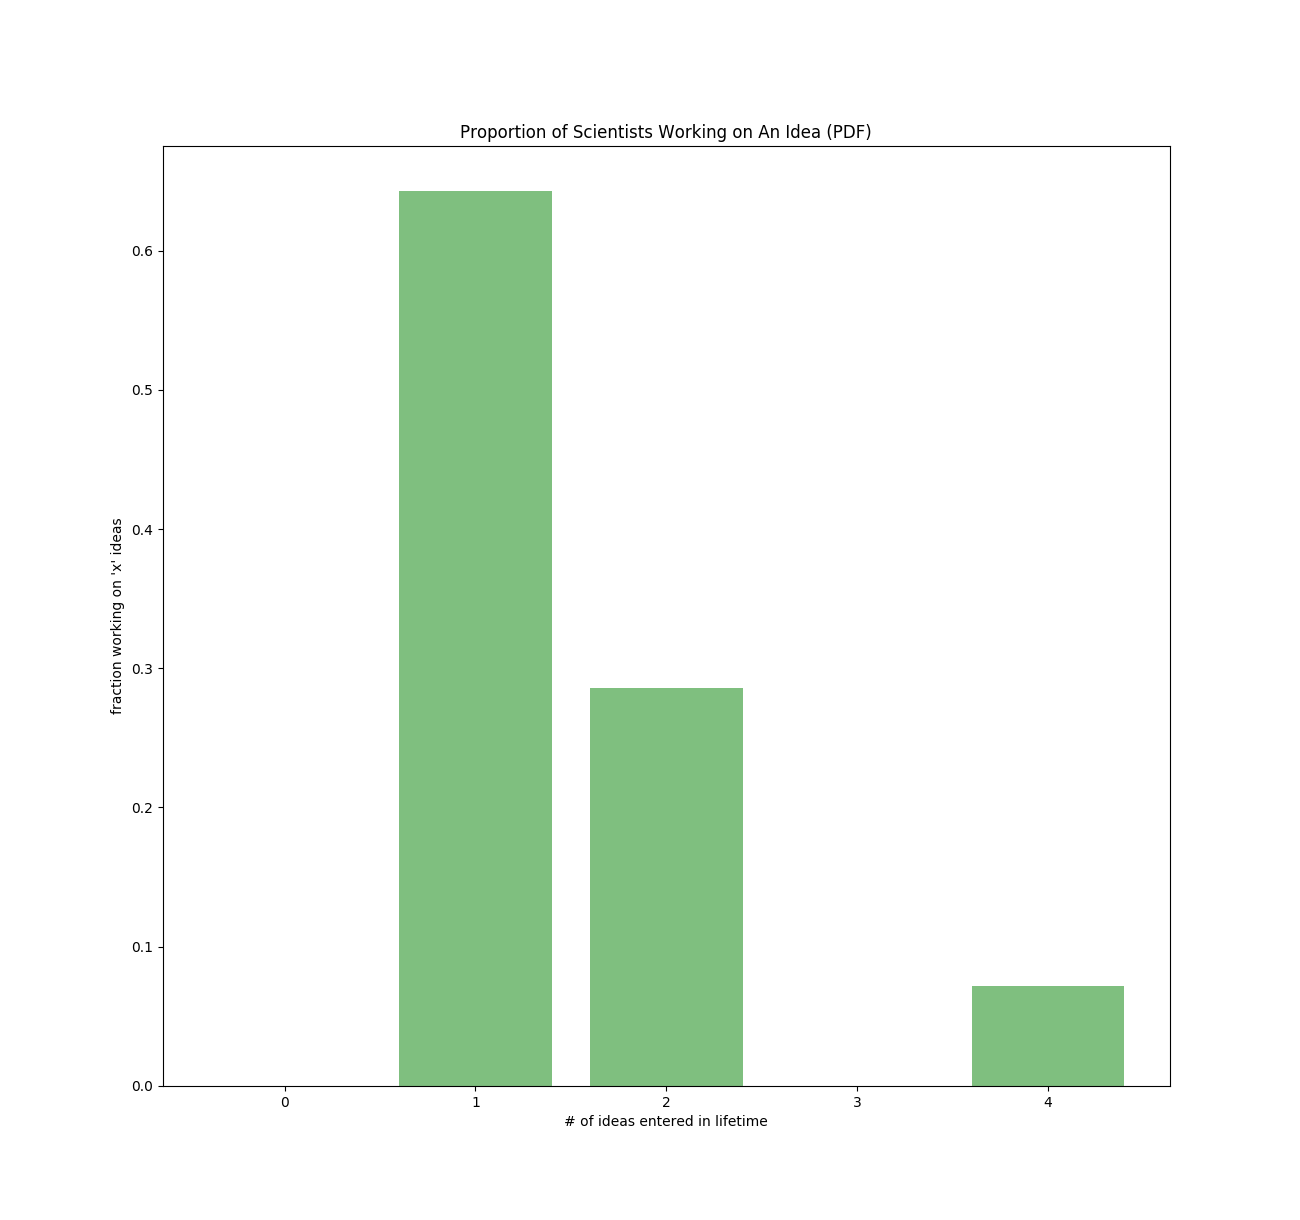 Proportion of Scientists Working on An Idea (PDF)
0.6
0.5
0.4
0.3
0.2
0.1
0.0
fraction working on 'x' ideas
0 1 2 3 4
# of ideas entered in lifetime